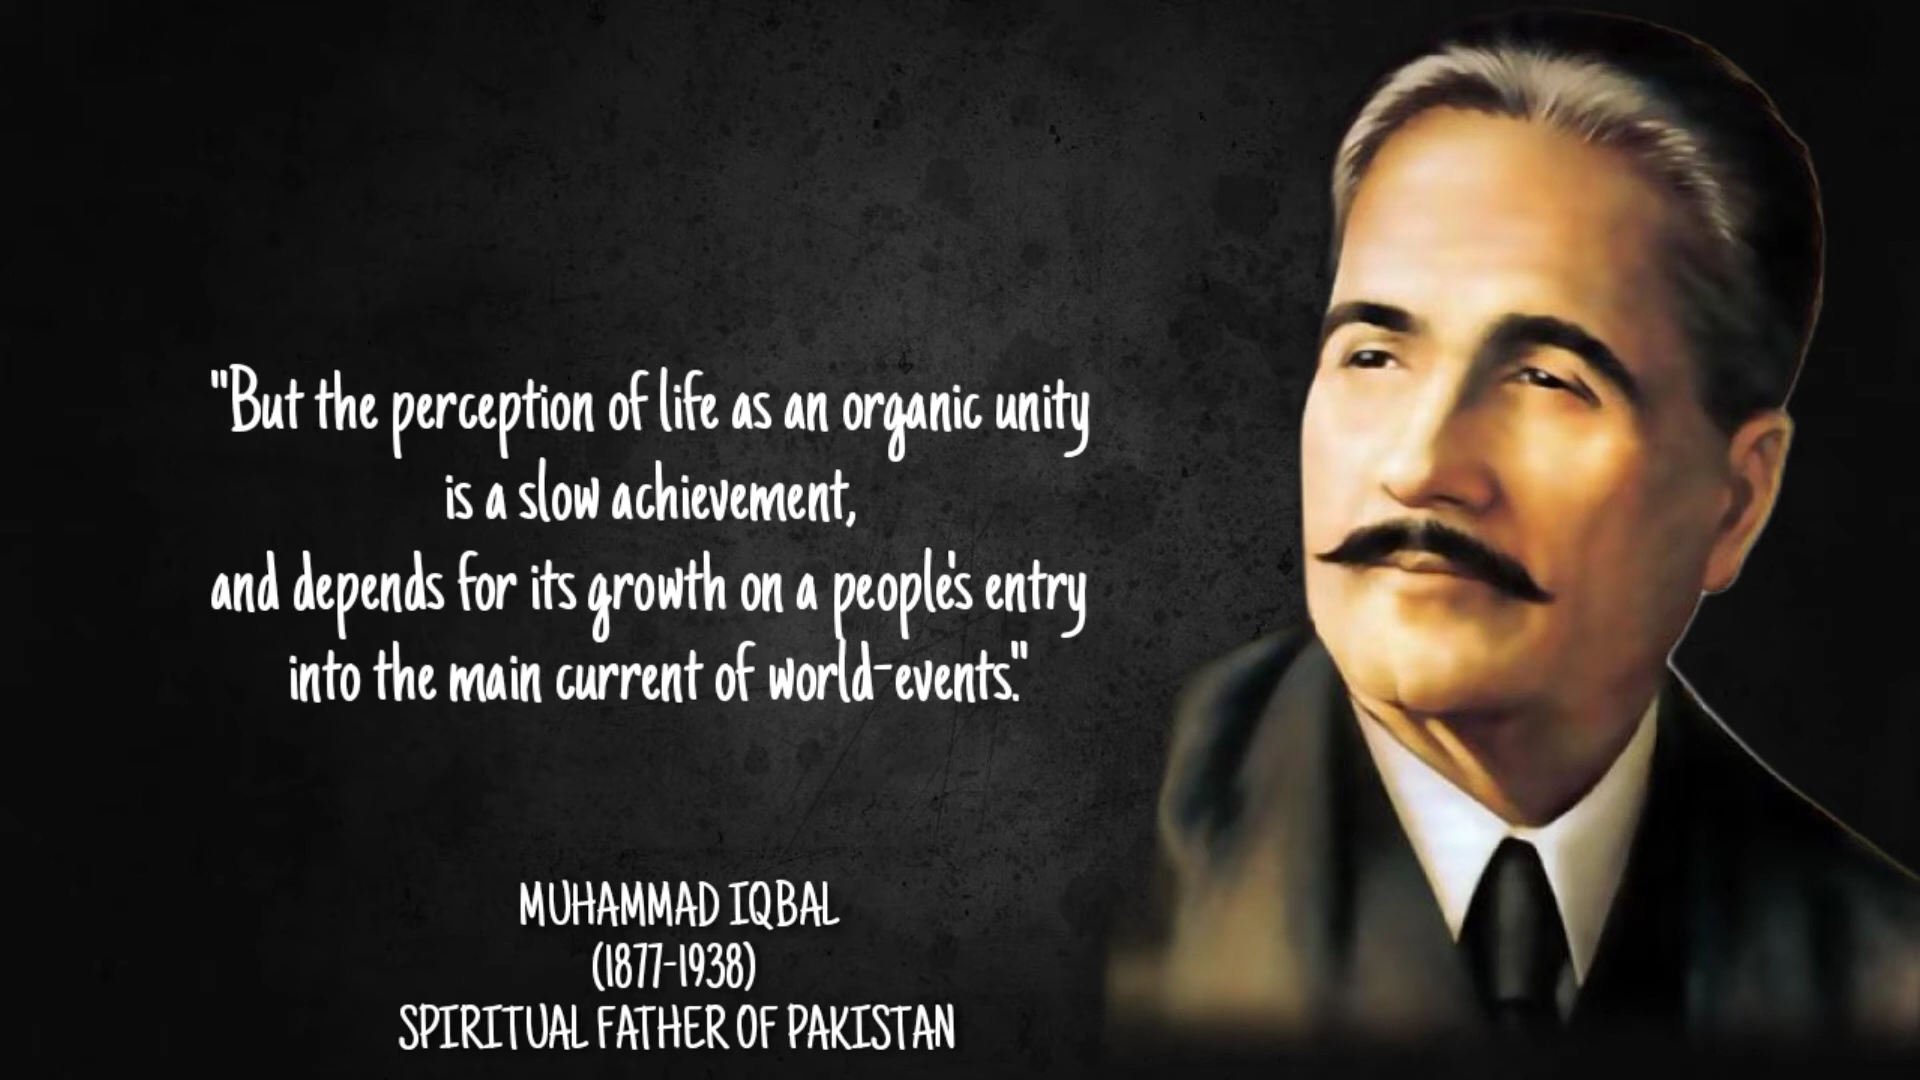 "But the perception of life as an organic unity
is a slow achievement,
and depends for its growth on a people's entry
into the main current of world-events."
MUHAMMAD IQBAL
(1877-1938)
SPIRITUAL FATHER OF PAKISTAN